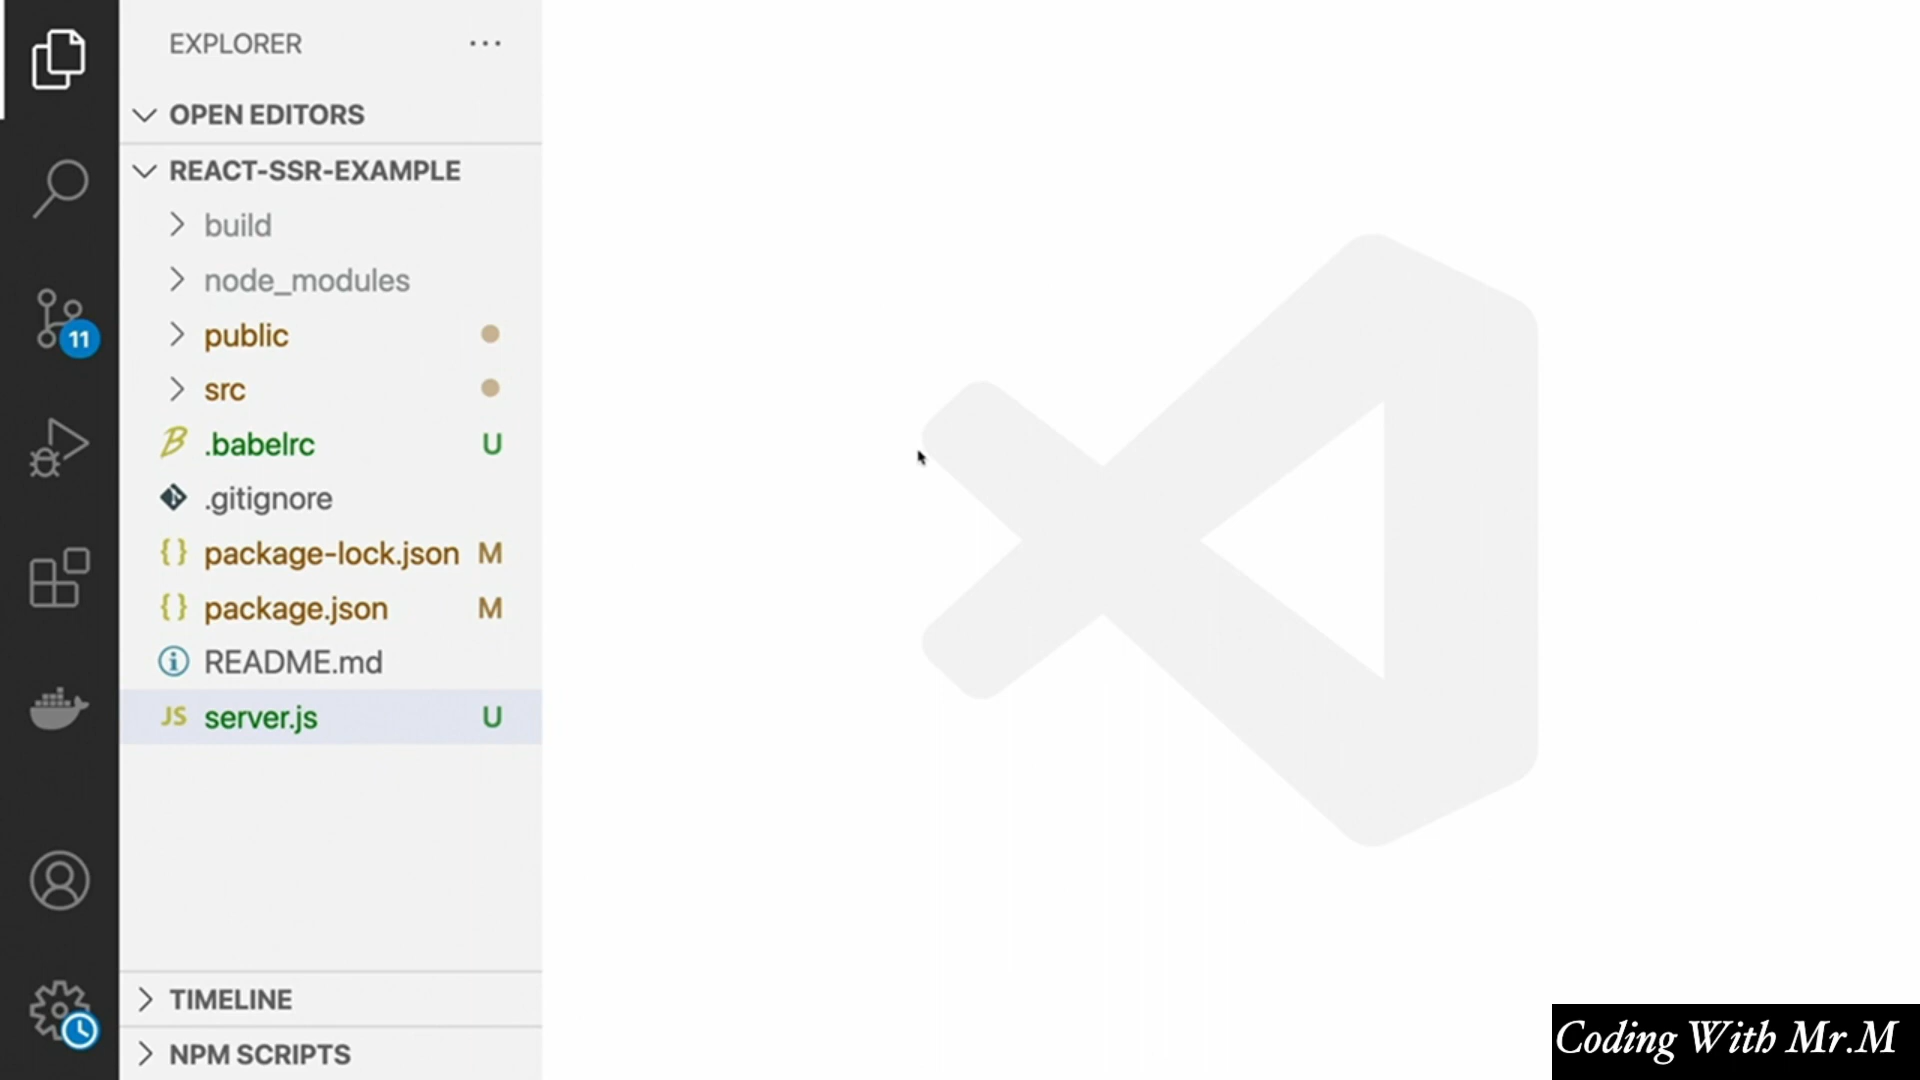 EXPLORER ...
OPEN EDITORS
REACT-SSR-EXAMPLE
build
node_modules
public
src
.babelrc U
.gitignore
{} package-lock.json M
{} package.json M
README.md
JS server.js U
TIMELINE
NPM SCRIPTS
11
Coding With Mr.M